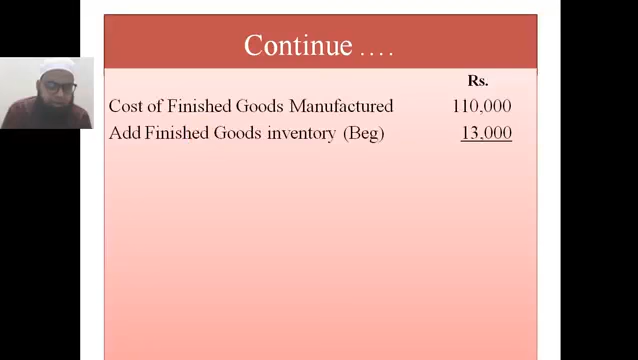 Continue ....
Rs.
Cost of Finished Goods Manufactured 110,000
Add Finished Goods inventory (Beg) 13,000